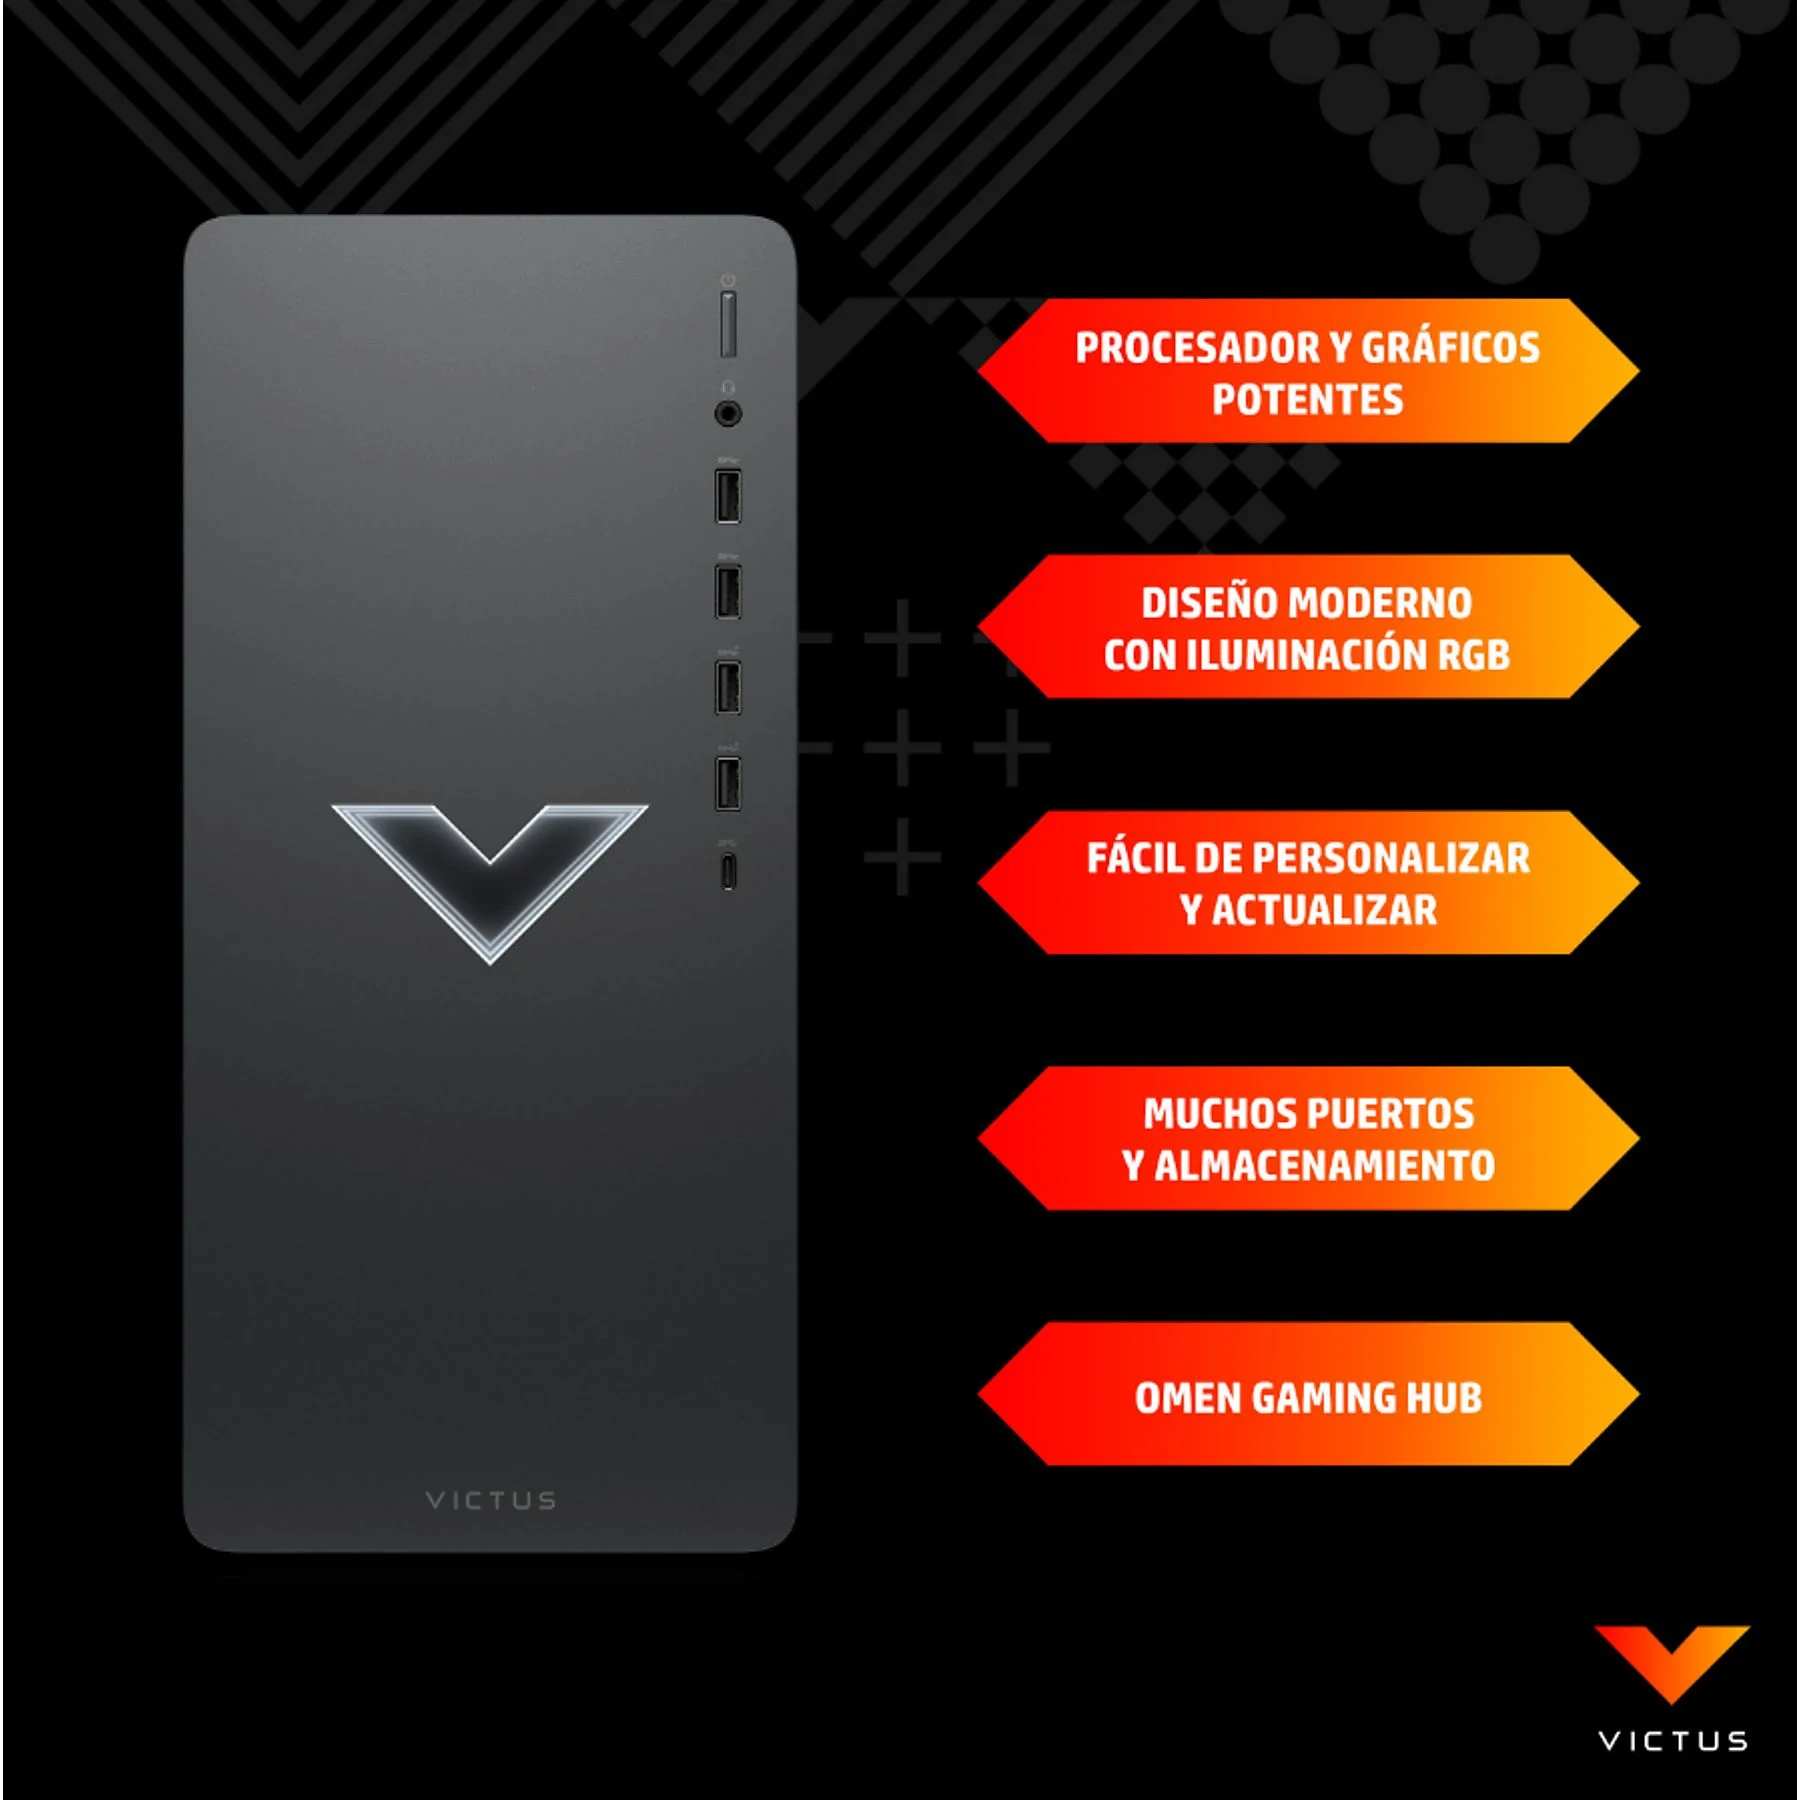 PROCESADOR Y GRÁFICOS
POTENTES
DISEÑO MODERNO
CON ILUMINACIÓN RGB
FÁCIL DE PERSONALIZAR
Y ACTUALIZAR
MUCHOS PUERTOS
Y ALMACENAMIENTO
OMEN GAMING HUB
VICTUS
VICTUS